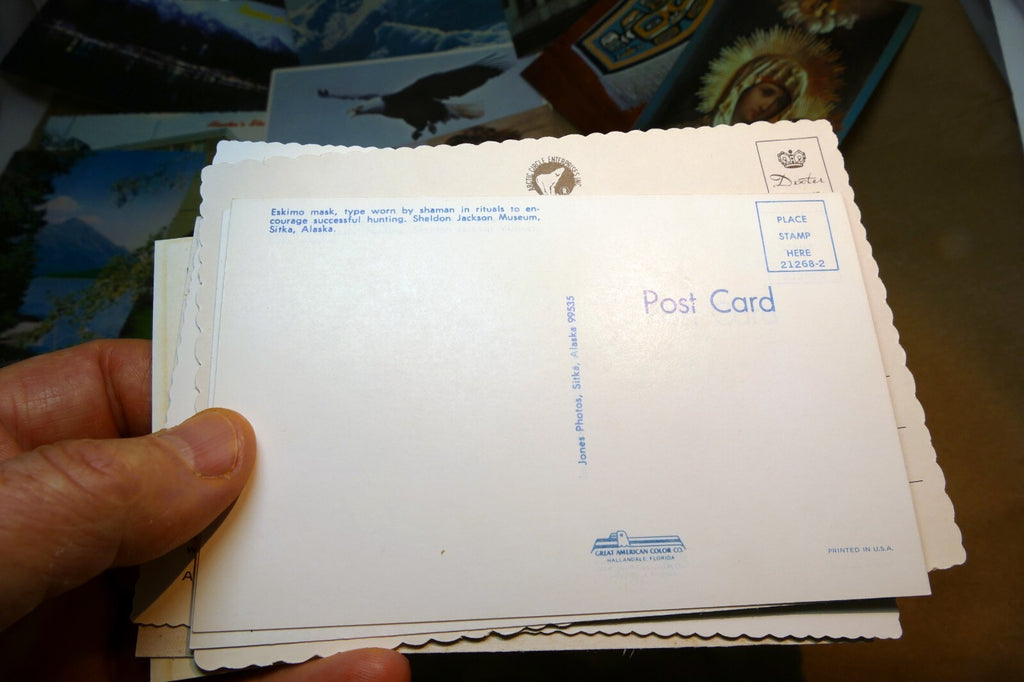 Alaska's
ARCTIC CIRCLE ENTERPRISES INC
Dexter
Eskimo mask, type worn by shaman in rituals to en-
courage successful hunting. Sheldon Jackson Museum,
Sitka, Alaska.
PLACE
STAMP
HERE
21268-2
Post Card
Jones Photos, Sitka, Alaska 99835
GREAT AMERICAN COLOR CO.
HALLANDALE, FLORIDA
PRINTED IN U.S.A.
W
A